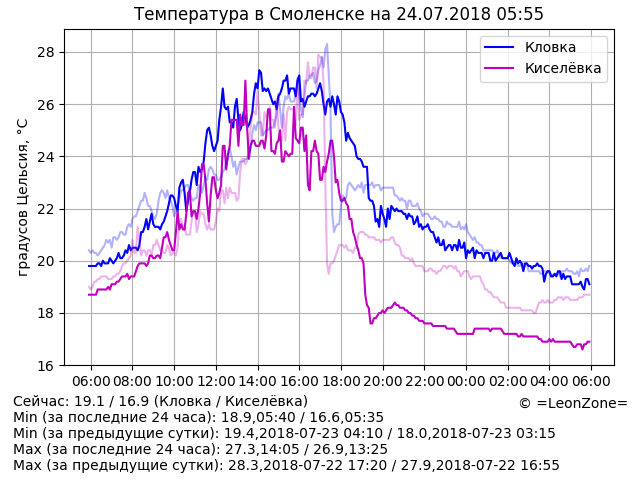 Температура в Смоленске на 24.07.2018 05:55
градусов Цельсия, °C
28
26
24
22
20
18
16
Кловка
Киселёвка
06:00 08:00 10:00 12:00 14:00 16:00 18:00 20:00 22:00 00:00 02:00 04:00 06:00
Сейчас: 19.1 / 16.9 (Кловка / Киселёвка)
© =LeonZone=
Min (за последние 24 часа): 18.9,05:40 / 16.6,05:35
Min (за предыдущие сутки): 19.4,2018-07-23 04:10 / 18.0,2018-07-23 03:15
Max (за последние 24 часа): 27.3,14:05 / 26.9,13:25
Max (за предыдущие сутки): 28.3,2018-07-22 17:20 / 27.9,2018-07-22 16:55